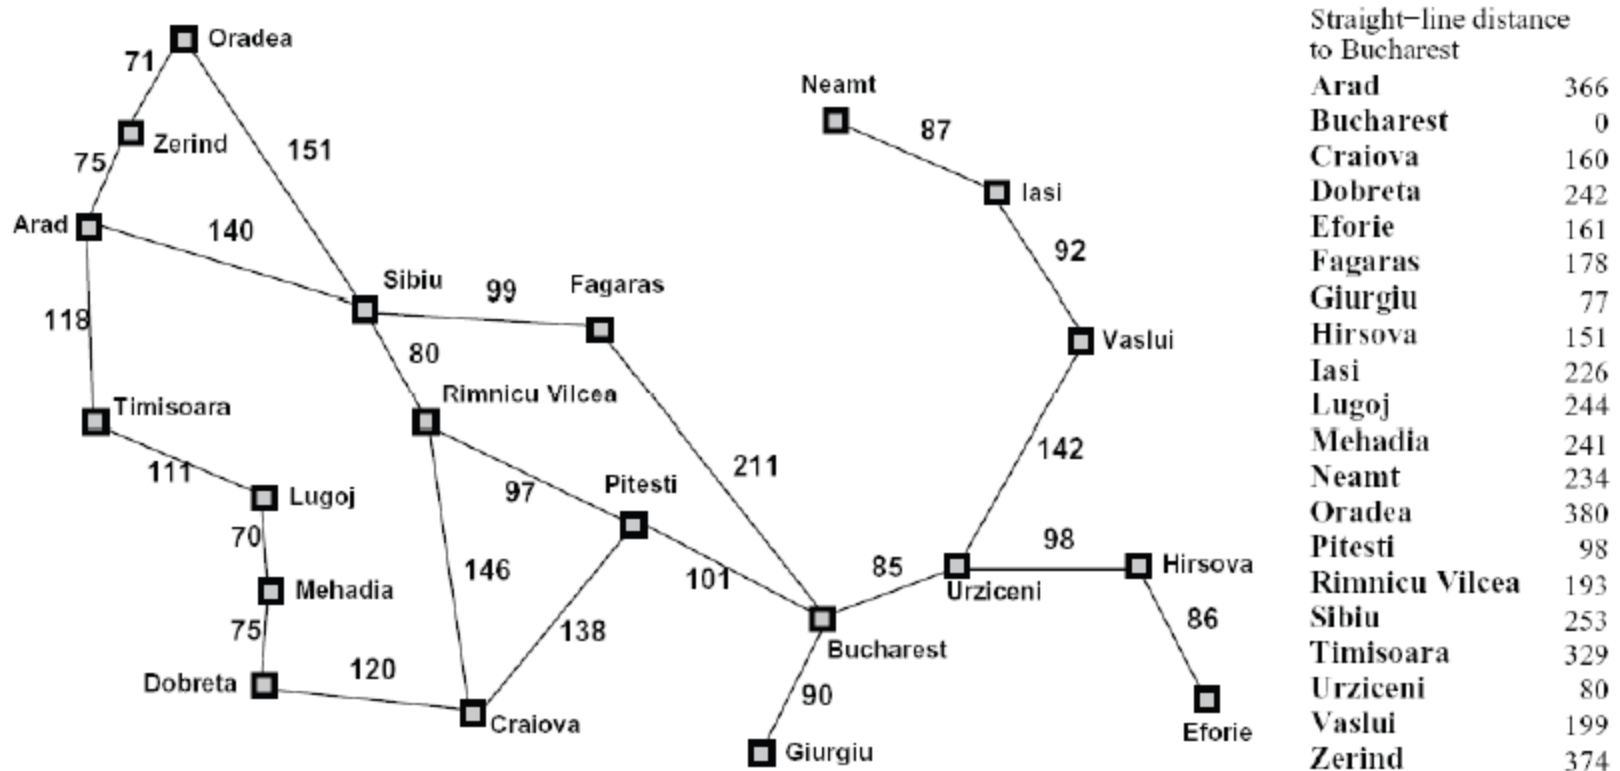 Oradea
71
Neamt
87
Zerind
151
75
Iasi
Arad
140
92
Sibiu
99
Fagaras
118
80
Vaslui
Rimnicu Vilcea
Timisoara
142
211
111
Pitesti
97
Lugoj
70
98
Hirsova
146
101
85
Mehadia
Urziceni
86
75
138
Bucharest
120
Dobreta
90
Craiova
Eforie
Giurgiu
Straight-line distance
to Bucharest
Arad 366
Bucharest 0
Craiova 160
Dobreta 242
Eforie 161
Fagaras 178
Giurgiu 77
Hirsova 151
Iasi 226
Lugoj 244
Mehadia 241
Neamt 234
Oradea 380
Pitesti 98
Rimnicu Vilcea 193
Sibiu 253
Timisoara 329
Urziceni 80
Vaslui 199
Zerind 374